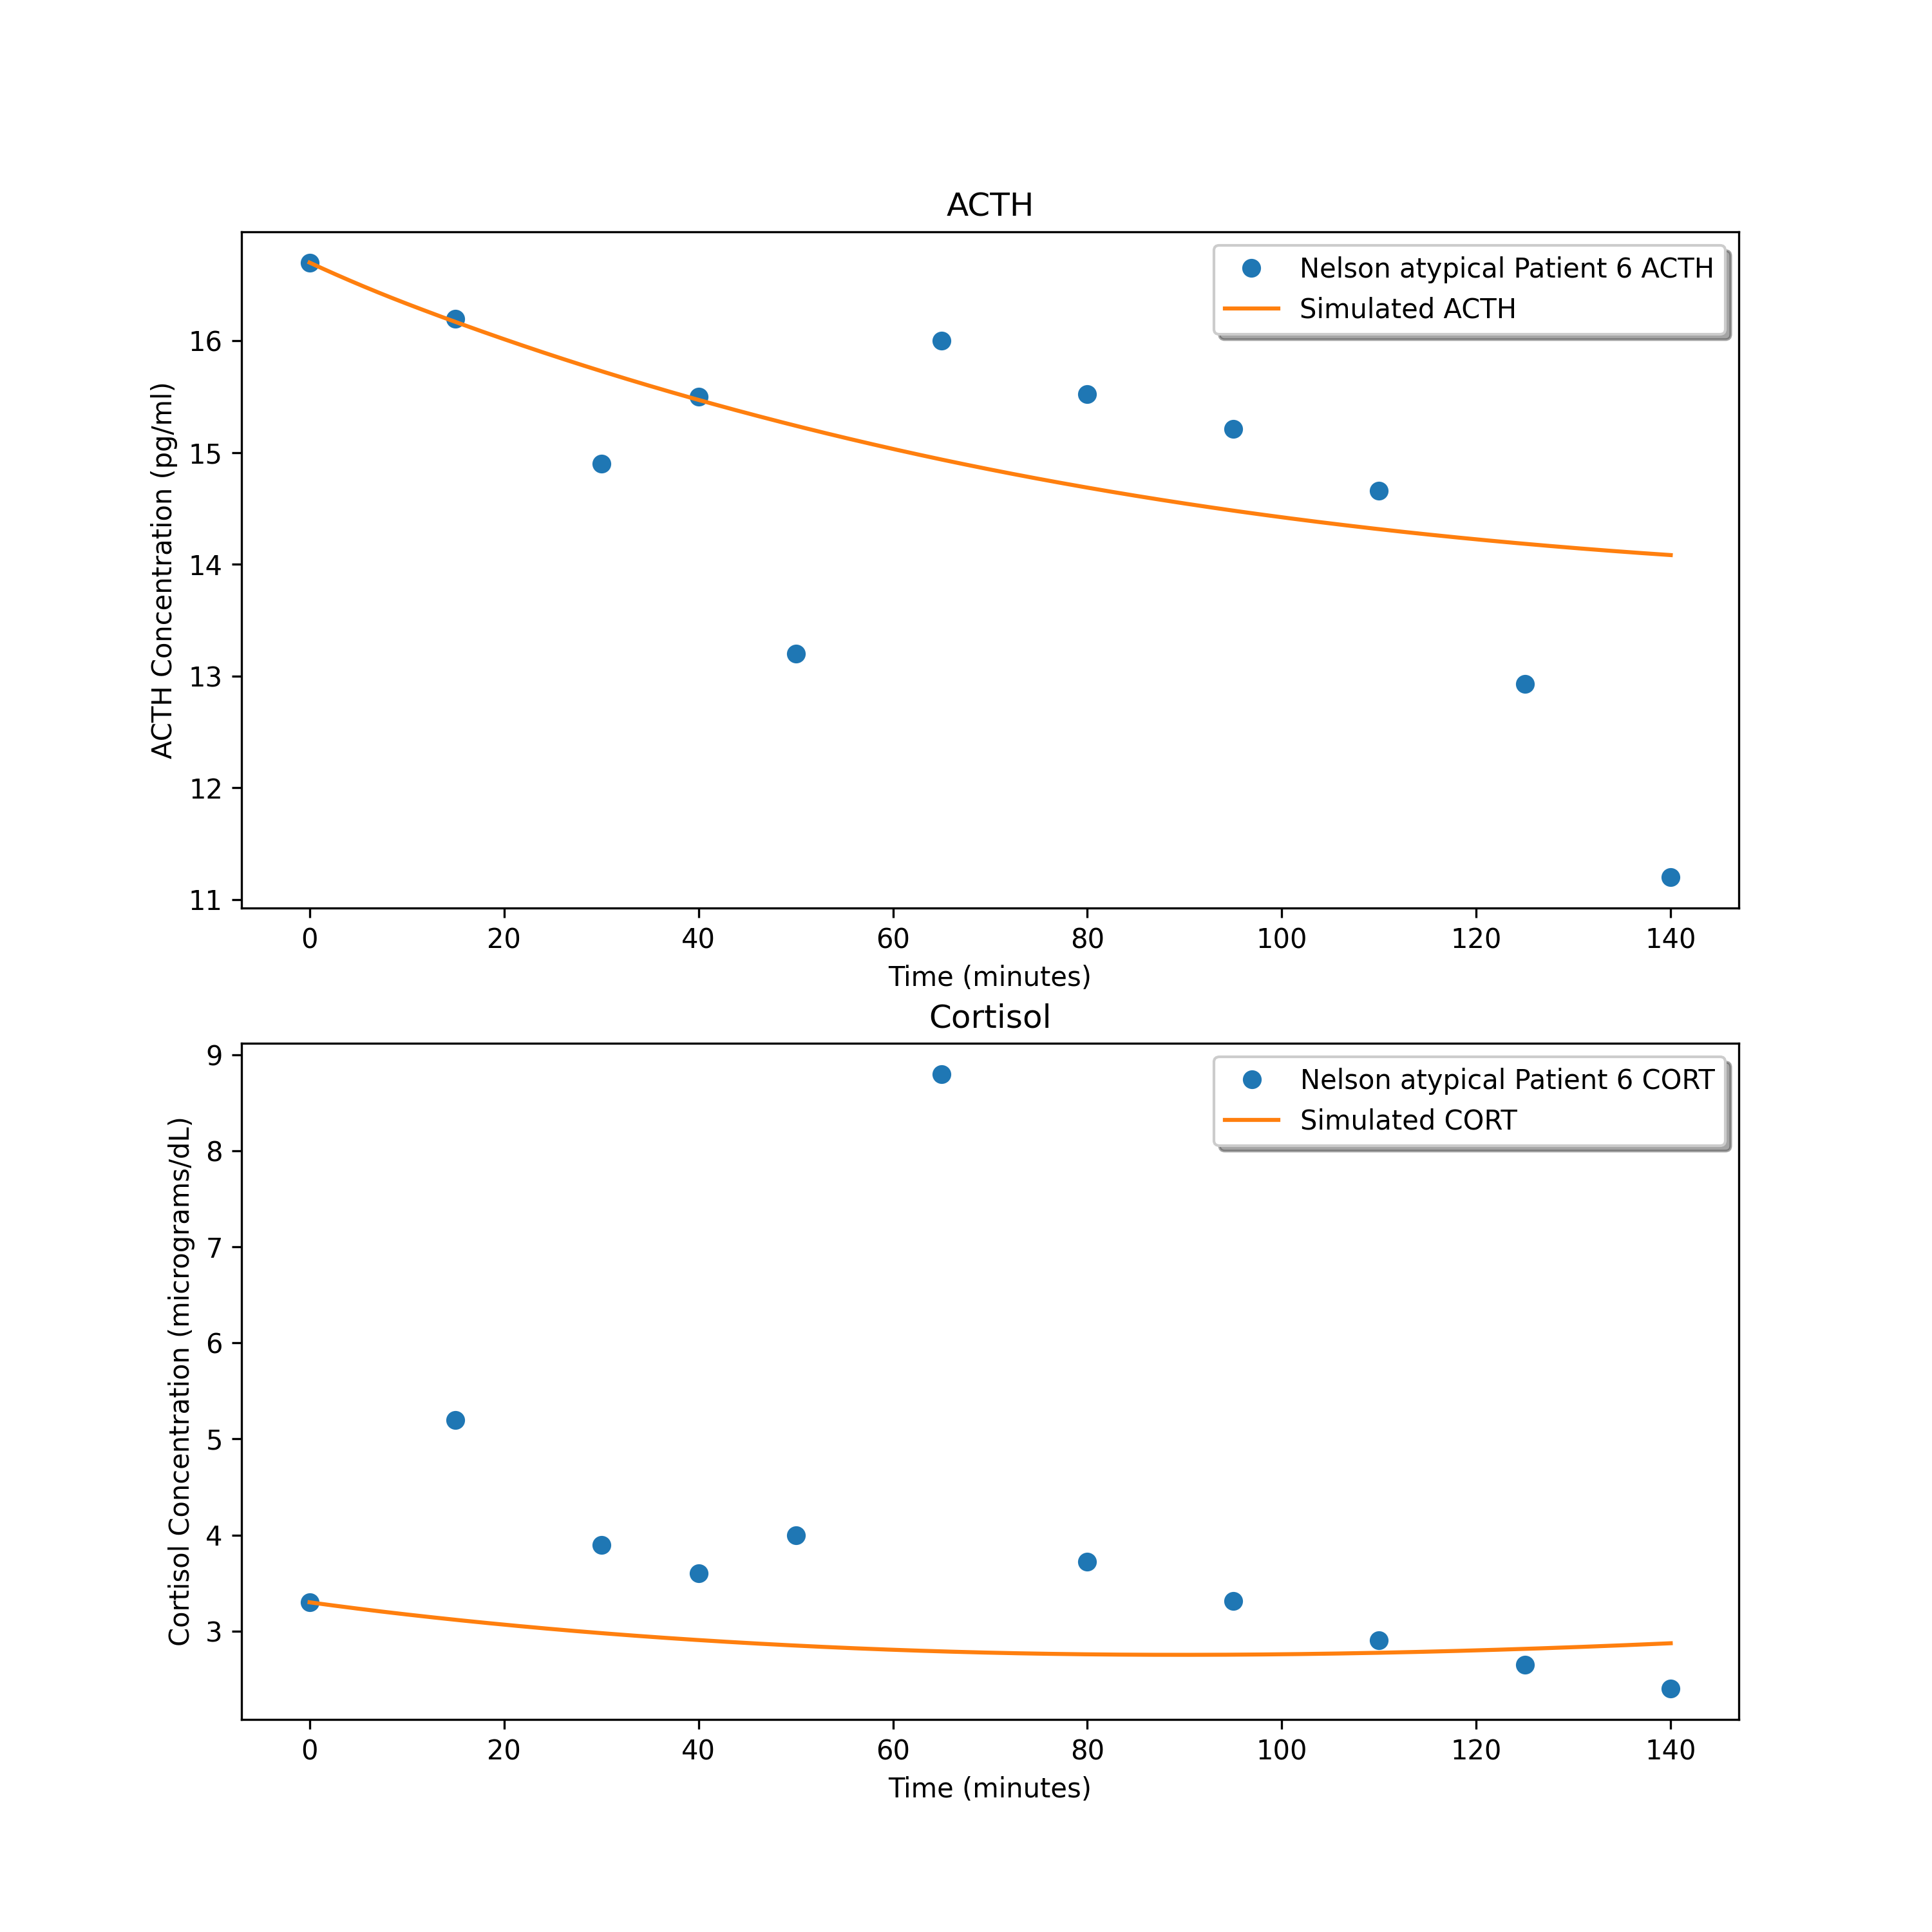 ACTH
Nelson atypical Patient 6 ACTH
Simulated ACTH
ACTH Concentration (pg/ml)
16
15
14
13
12
11
0 20 40 60 80 100 120 140
Time (minutes)
Cortisol
Nelson atypical Patient 6 CORT
Simulated CORT
Cortisol Concentration (micrograms/dL)
9
8
7
6
5
4
3
0 20 40 60 80 100 120 140
Time (minutes)